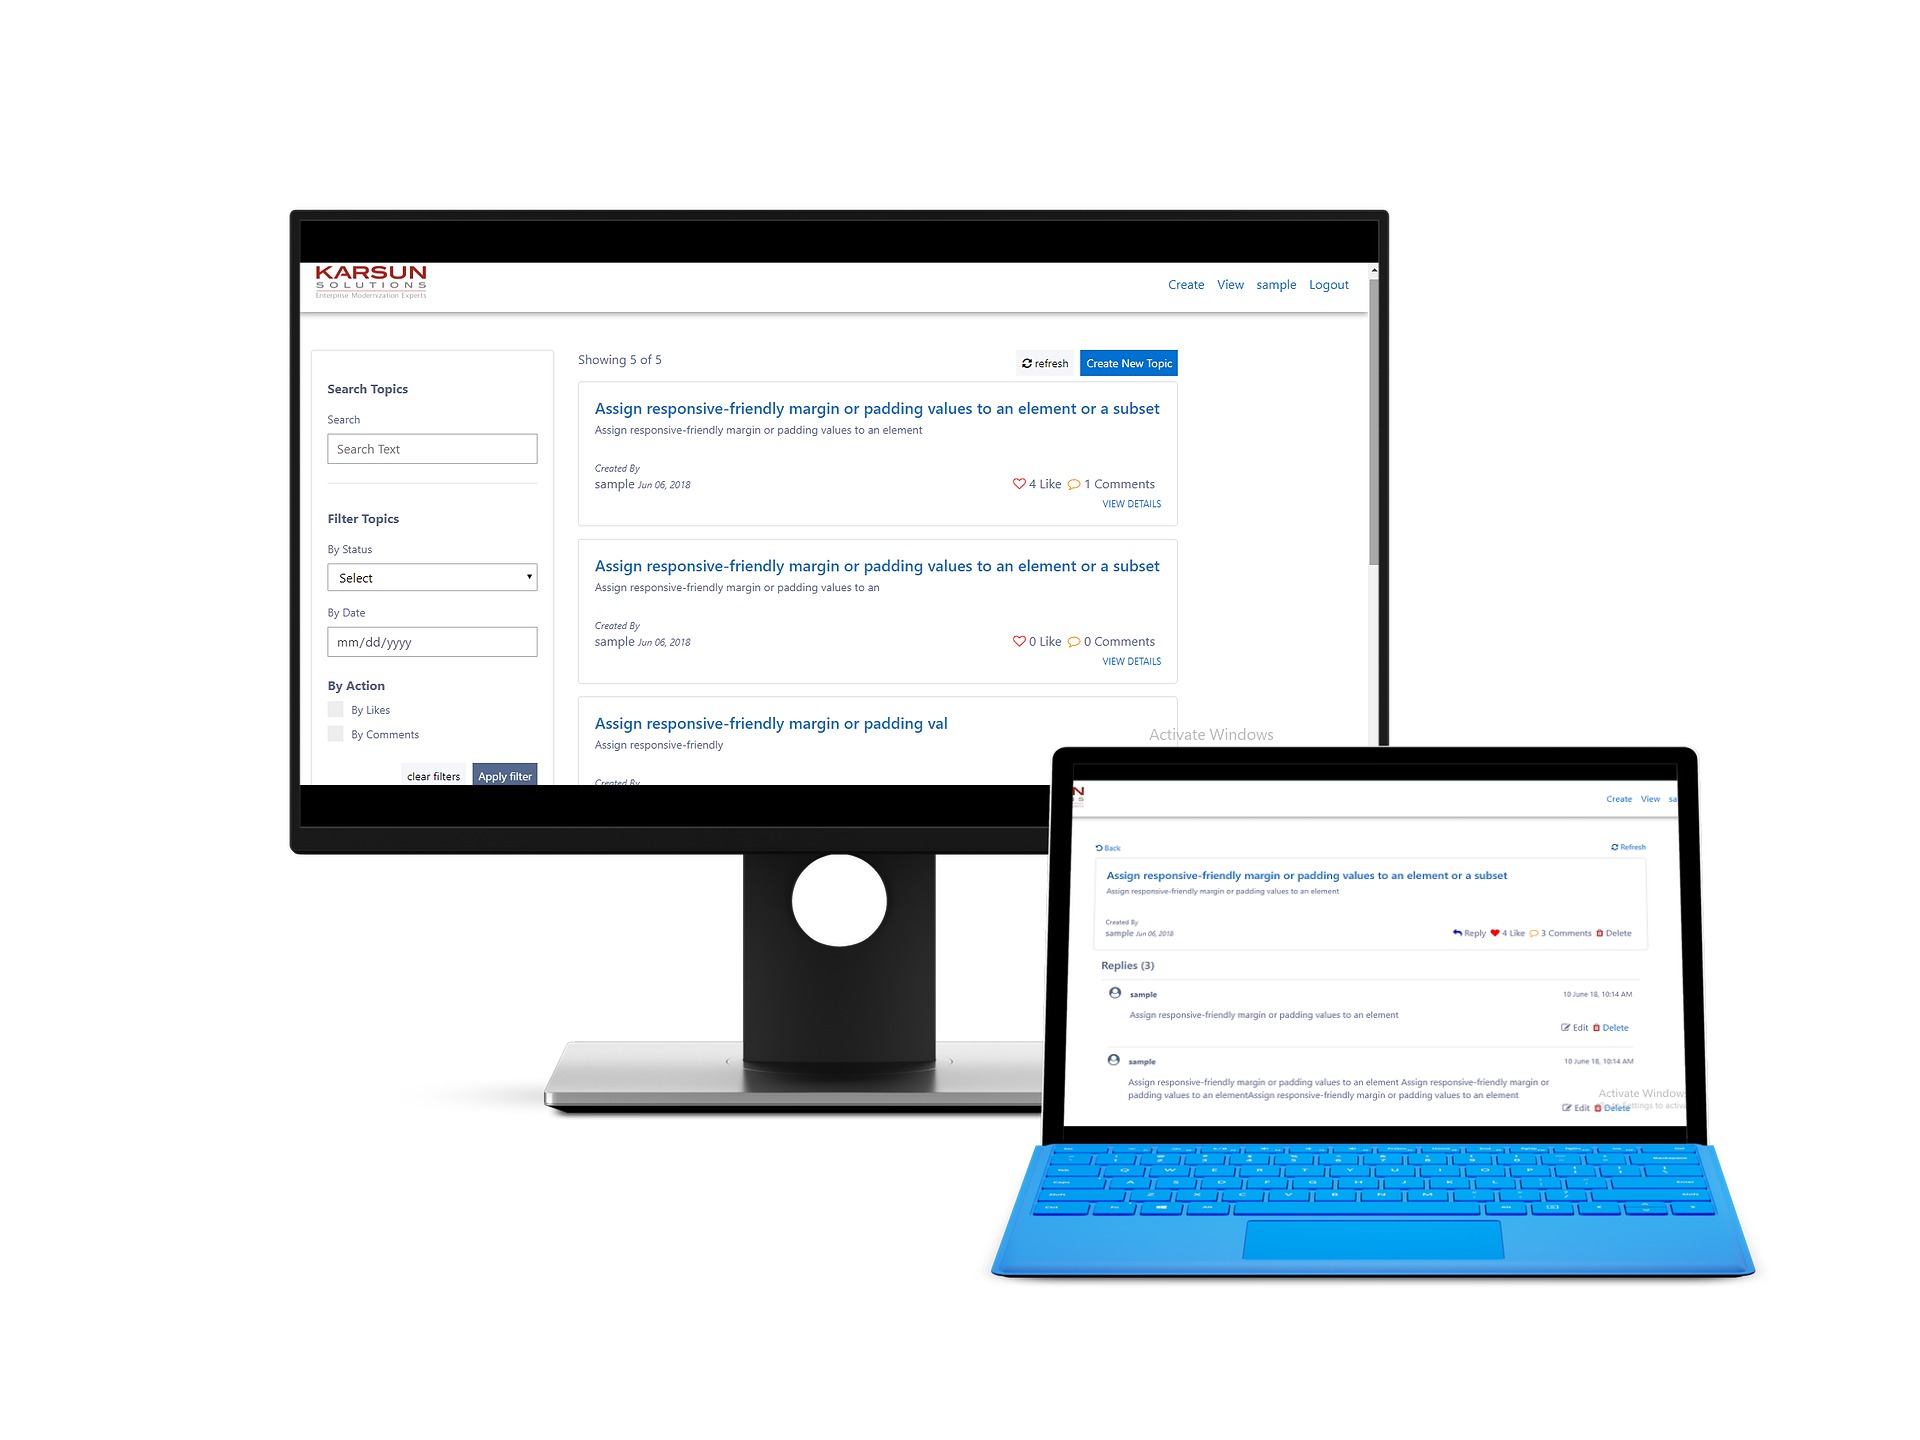 KARSUN
SOLUTIONS
Enterprise Modernization Experts
Create View sample Logout
Search Topics
Search
Search Text
Filter Topics
By Status
Select
By Date
mm/dd/yyyy
By Action
By Likes
By Comments
clear filters Apply filter
Showing 5 of 5
refresh Create New Topic
Assign responsive-friendly margin or padding values to an element or a subset
Assign responsive-friendly margin or padding values to an element
Created By
sample Jun 06, 2018
4 Like 1 Comments
VIEW DETAILS
Assign responsive-friendly margin or padding values to an element or a subset
Assign responsive-friendly margin or padding values to an
Created By
sample Jun 06, 2018
0 Like 0 Comments
VIEW DETAILS
Assign responsive-friendly margin or padding val
Assign responsive-friendly
Created By
Activate Windows
N
S
Create View sa
Back
Refresh
Assign responsive-friendly margin or padding values to an element or a subset
Assign responsive-friendly margin or padding values to an element
Created By
sample Jun 06, 2018
Reply 4 Like 3 Comments Delete
Replies (3)
sample 10 June 18, 10:14 AM
Assign responsive-friendly margin or padding values to an element
Edit Delete
sample 10 June 18, 10:14 AM
Assign responsive-friendly margin or padding values to an element Assign responsive-friendly margin or
padding values to an elementAssign responsive-friendly margin or padding values to an element
Activate Window
Edit Delete
Q W E R T Y U I O P
A S D F G H J K L
Z X C V B N M